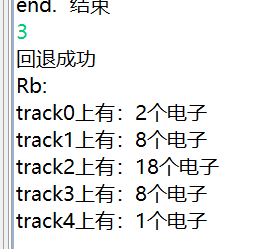 end.  结束
3
回退成功
Rb:
track0上有：2个电子
track1上有：8个电子
track2上有：18个电子
track3上有：8个电子
track4上有：1个电子